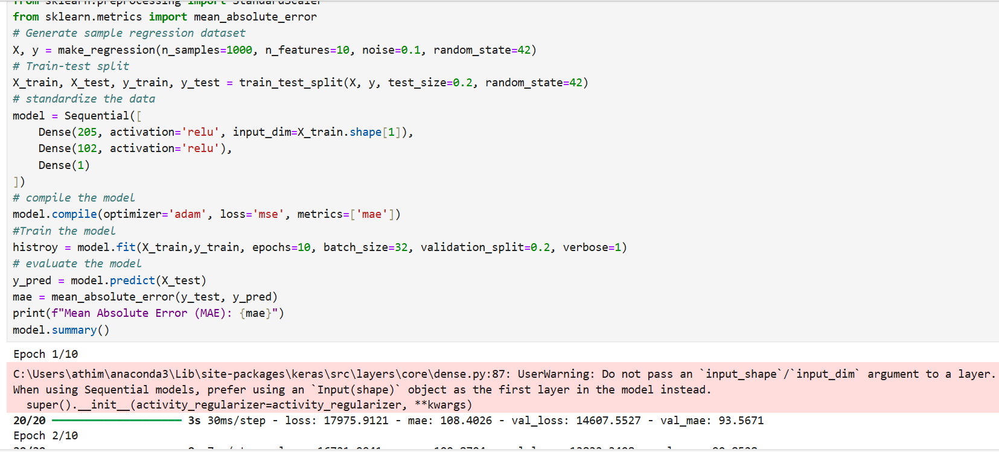 from sklearn.preprocessing import StandardScaler
from sklearn.metrics import mean_absolute_error
# Generate sample regression dataset
X, y = make_regression(n_samples=1000, n_features=10, noise=0.1, random_state=42)
# Train-test split
X_train, X_test, y_train, y_test = train_test_split(X, y, test_size=0.2, random_state=42)
# standardize the data
model = Sequential([
    Dense(205, activation='relu', input_dim=X_train.shape[1]),
    Dense(102, activation='relu'),
    Dense(1)
])
# compile the model
model.compile(optimizer='adam', loss='mse', metrics=['mae'])
#Train the model
histroy = model.fit(X_train,y_train, epochs=10, batch_size=32, validation_split=0.2, verbose=1)
# evaluate the model
y_pred = model.predict(X_test)
mae = mean_absolute_error(y_test, y_pred)
print(f"Mean Absolute Error (MAE): {mae}")
model.summary()
Epoch 1/10
C:\Users\athim\anaconda3\Lib\site-packages\keras\src\layers\core\dense.py:87: UserWarning: Do not pass an `input_shape`/`input_dim` argument to a layer.
When using Sequential models, prefer using an `Input(shape)` object as the first layer in the model instead.
  super().__init__(activity_regularizer=activity_regularizer, **kwargs)
20/20 3s 30ms/step - loss: 17975.9121 - mae: 108.4026 - val_loss: 14607.5527 - val_mae: 93.5671
Epoch 2/10
20/20